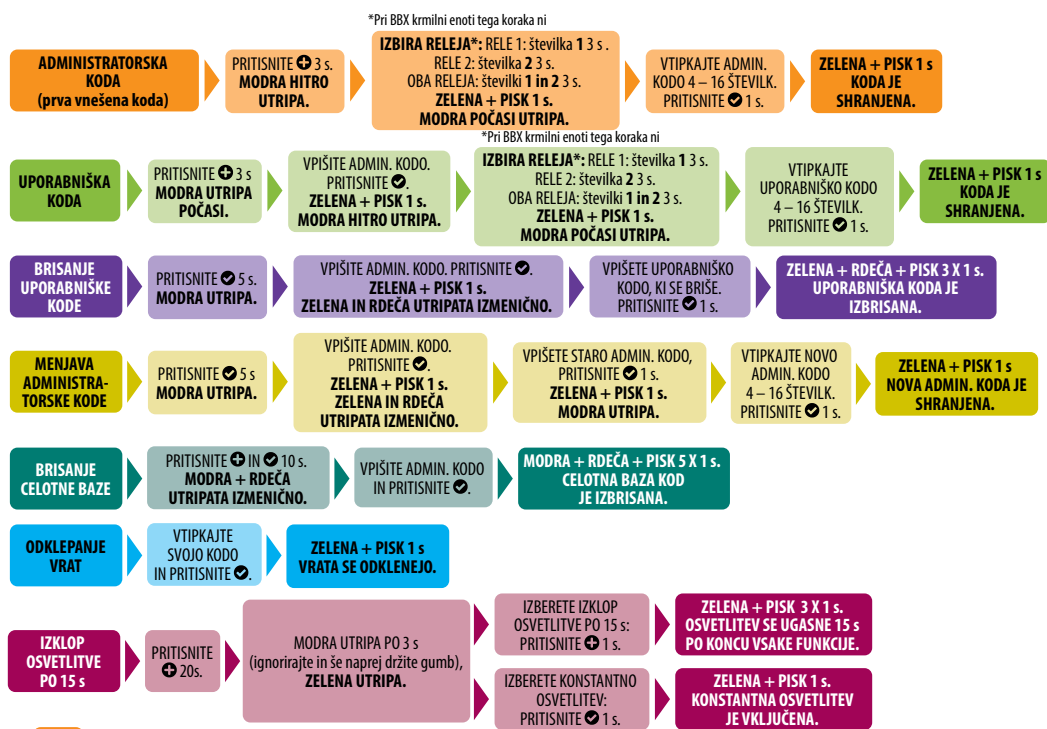 *Pri BBX krmilni enoti tega koraka ni
ADMINISTRATORSKA
KODA
(prva vnešena koda)
PRITISNITE ➕ 3 s.
MODRA HITRO
UTRIPA.
IZBIRA RELEJA*: RELE 1: številka 1 3 s .
RELE 2: številka 2 3 s.
OBA RELEJA: številki 1 in 2 3 s.
ZELENA + PISK 1 s.
MODRA POČASI UTRIPA.
VTIPKAJTE ADMIN.
KODO 4 – 16 ŠTEVILK.
PRITISNITE ✔ 1 s.
ZELENA + PISK 1 s
KODA JE
SHRANJENA.
*Pri BBX krmilni enoti tega koraka ni
UPORABNIŠKA
KODA
PRITISNITE ➕ 3 s
MODRA UTRIPA
POČASI.
VPIŠITE ADMIN. KODO.
PRITISNITE ✔.
ZELENA + PISK 1 s.
MODRA HITRO UTRIPA.
IZBIRA RELEJA*: RELE 1: številka 1 3 s.
RELE 2: številka 2 3 s.
OBA RELEJA: številki 1 in 2 3 s.
ZELENA + PISK 1 s.
MODRA POČASI UTRIPA.
VTIPKAJTE
UPORABNIŠKO KODO
4 – 16 ŠTEVILK.
PRITISNITE ✔ 1 s.
ZELENA + PISK 1 s
KODA JE
SHRANJENA.
BRISANJE
UPORABNIŠKE
KODE
PRITISNITE ✔ 5 s.
MODRA UTRIPA.
VPIŠITE ADMIN. KODO. PRITISNITE ✔.
ZELENA + PISK 1 s.
ZELENA IN RDEČA UTRIPATA IZMENIČNO.
VPIŠETE UPORABNIŠKO
KODO, KI SE BRIŠE.
PRITISNITE ✔ 1 s.
ZELENA + RDEČA + PISK 3 X 1 s.
UPORABNIŠKA KODA JE
IZBRISANA.
MENJAVA
ADMINISTRA-
TORSKE KODE
PRITISNITE ✔ 5 s
MODRA UTRIPA.
VPIŠITE ADMIN. KODO.
PRITISNITE ✔.
ZELENA + PISK 1 s.
ZELENA IN RDEČA
UTRIPATA IZMENIČNO.
VPIŠETE STARO ADMIN. KODO,
PRITISNITE ✔ 1 s.
ZELENA + PISK 1 s.
MODRA UTRIPA.
VTIPKAJTE NOVO
ADMIN. KODO
4 – 16 ŠTEVILK.
PRITISNITE ✔ 1 s.
ZELENA + PISK 1 s
NOVA ADMIN. KODA JE
SHRANJENA.
BRISANJE
CELOTNE BAZE
PRITISNITE ➕ IN ✔ 10 s.
MODRA + RDEČA
UTRIPATA IZMENIČNO.
VPIŠITE ADMIN. KODO
IN PRITISNITE ✔.
MODRA + RDEČA + PISK 5 X 1 s.
CELOTNA BAZA KOD
JE IZBRISANA.
ODKLEPANJE
VRAT
VTIPKAJTE
SVOJO KODO
IN PRITISNITE ✔.
ZELENA + PISK 1 s
VRATA SE ODKLENEJO.
IZKLOP
OSVETLITVE
PO 15 s
PRITISNITE
➕ 20s.
MODRA UTRIPA PO 3 s
(ignorirajte in še naprej držite gumb),
ZELENA UTRIPA.
IZBERETE IZKLOP
OSVETLITVE PO 15 s:
PRITISNITE ➕ 1 s.
ZELENA + PISK 3 X 1 s.
OSVETLITEV SE UGASNE 15 s
PO KONCU VSAKE FUNKCIJE.
IZBERETE KONSTANTNO
OSVETLITEV:
PRITISNITE ✔ 1 s.
ZELENA + PISK 1 s.
KONSTANTNA OSVETLITEV
JE VKLJUČENA.